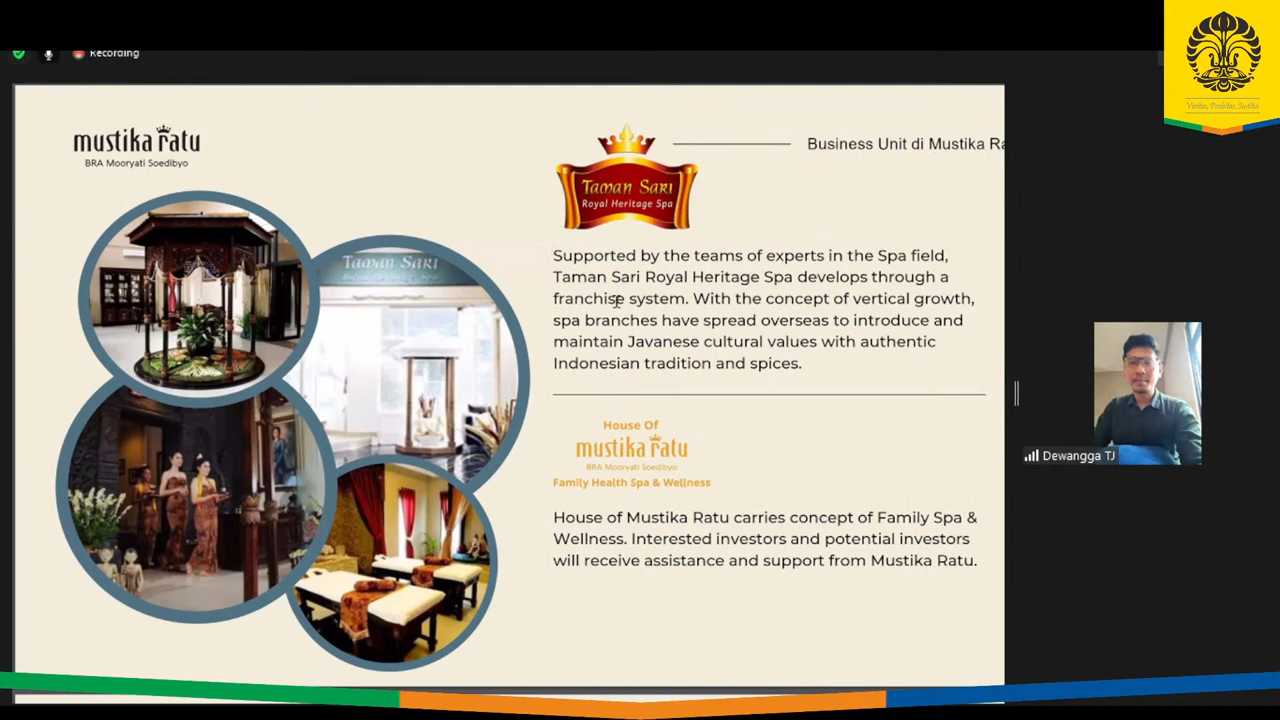 Recording
Veritas, Probitas, Iustitia
mustika ratu
BRA Mooryati Soedibyo
Taman Sari
Royal Heritage Spa
Business Unit di Mustika Ra
Taman Sari
Supported by the teams of experts in the Spa field,
Taman Sari Royal Heritage Spa develops through a
franchise system. With the concept of vertical growth,
spa branches have spread overseas to introduce and
maintain Javanese cultural values with authentic
Indonesian tradition and spices.
House Of
mustika ratu
BRA Mooryati Soedibyo
Family Health Spa & Wellness
House of Mustika Ratu carries concept of Family Spa &
Wellness. Interested investors and potential investors
will receive assistance and support from Mustika Ratu.
Dewangga TJ